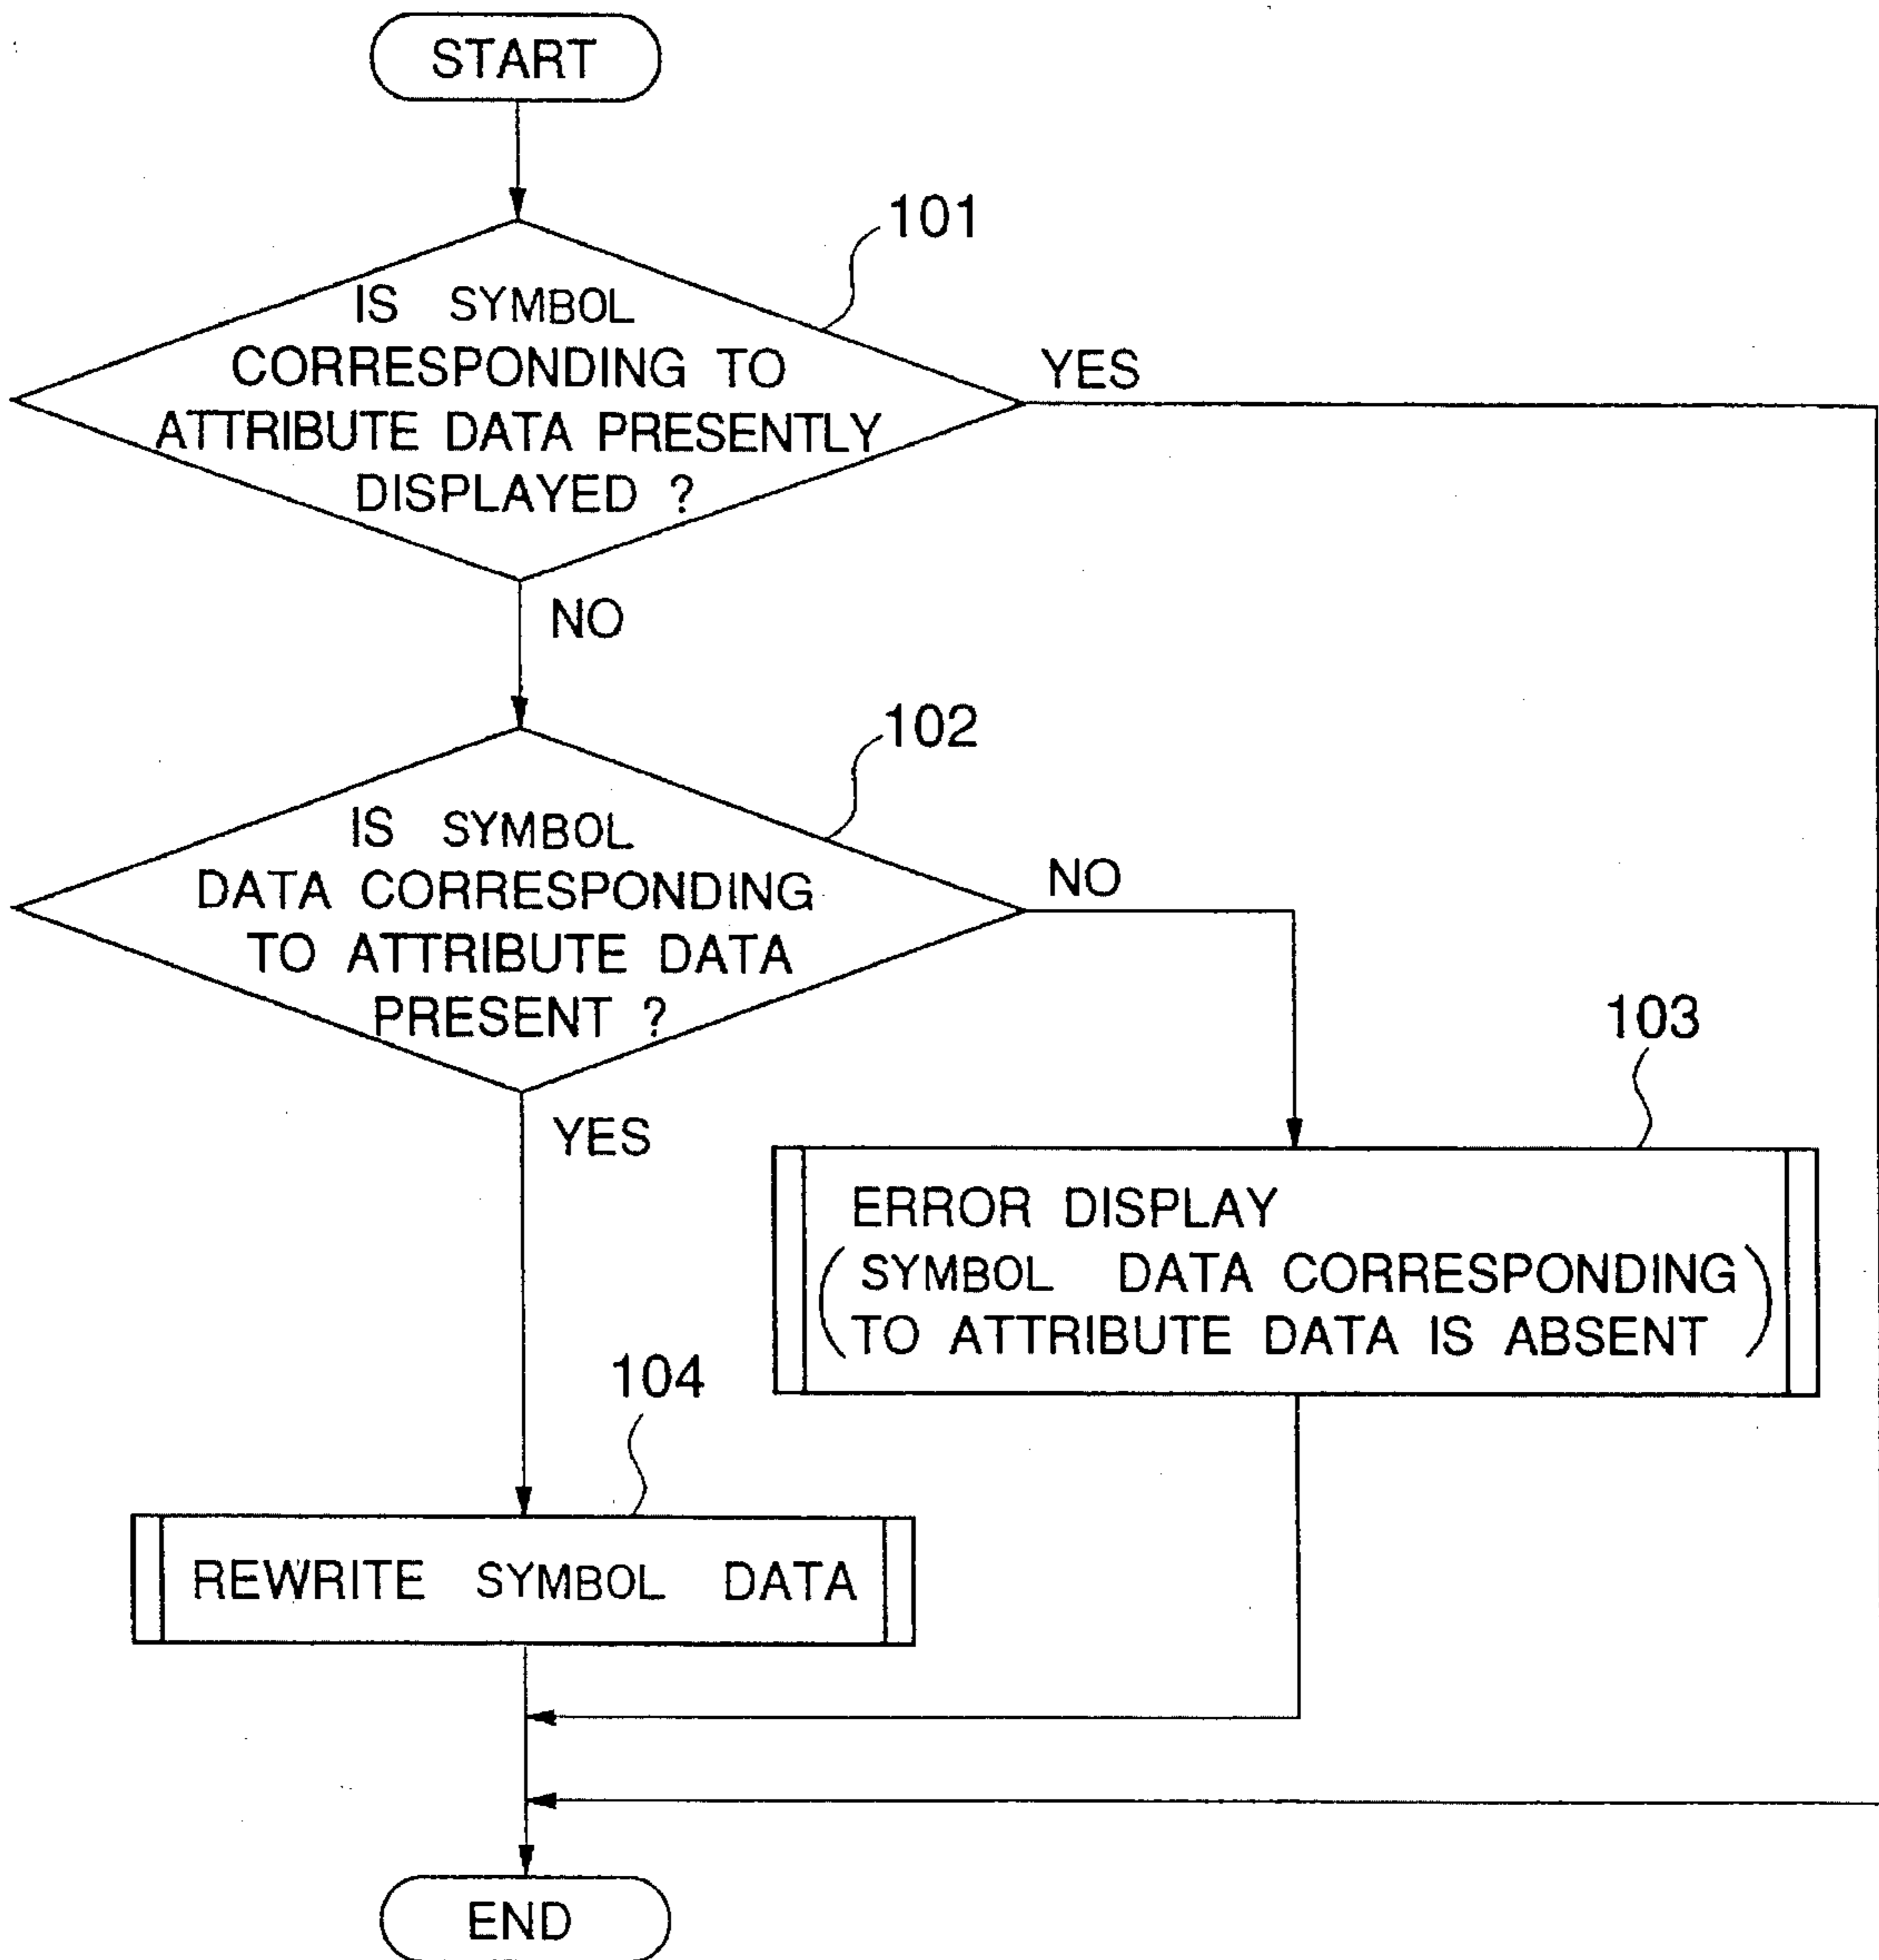 START
101
IS SYMBOL
CORRESPONDING TO
ATTRIBUTE DATA PRESENTLY
DISPLAYED ?
YES
NO
102
IS SYMBOL
DATA CORRESPONDING
TO ATTRIBUTE DATA
PRESENT ?
NO
YES
103
ERROR DISPLAY
( SYMBOL DATA CORRESPONDING
TO ATTRIBUTE DATA IS ABSENT )
104
REWRITE SYMBOL DATA
END